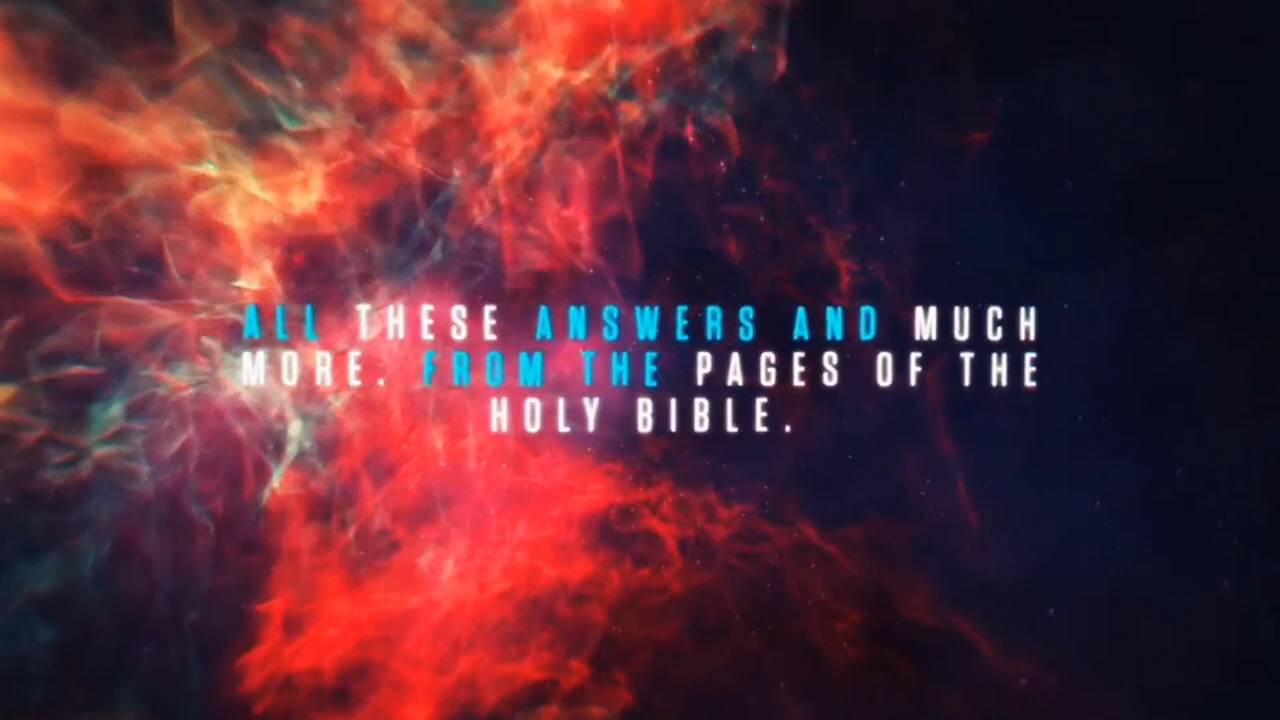 ALL THESE ANSWERS AND MUCH
MORE. FROM THE PAGES OF THE
HOLY BIBLE.